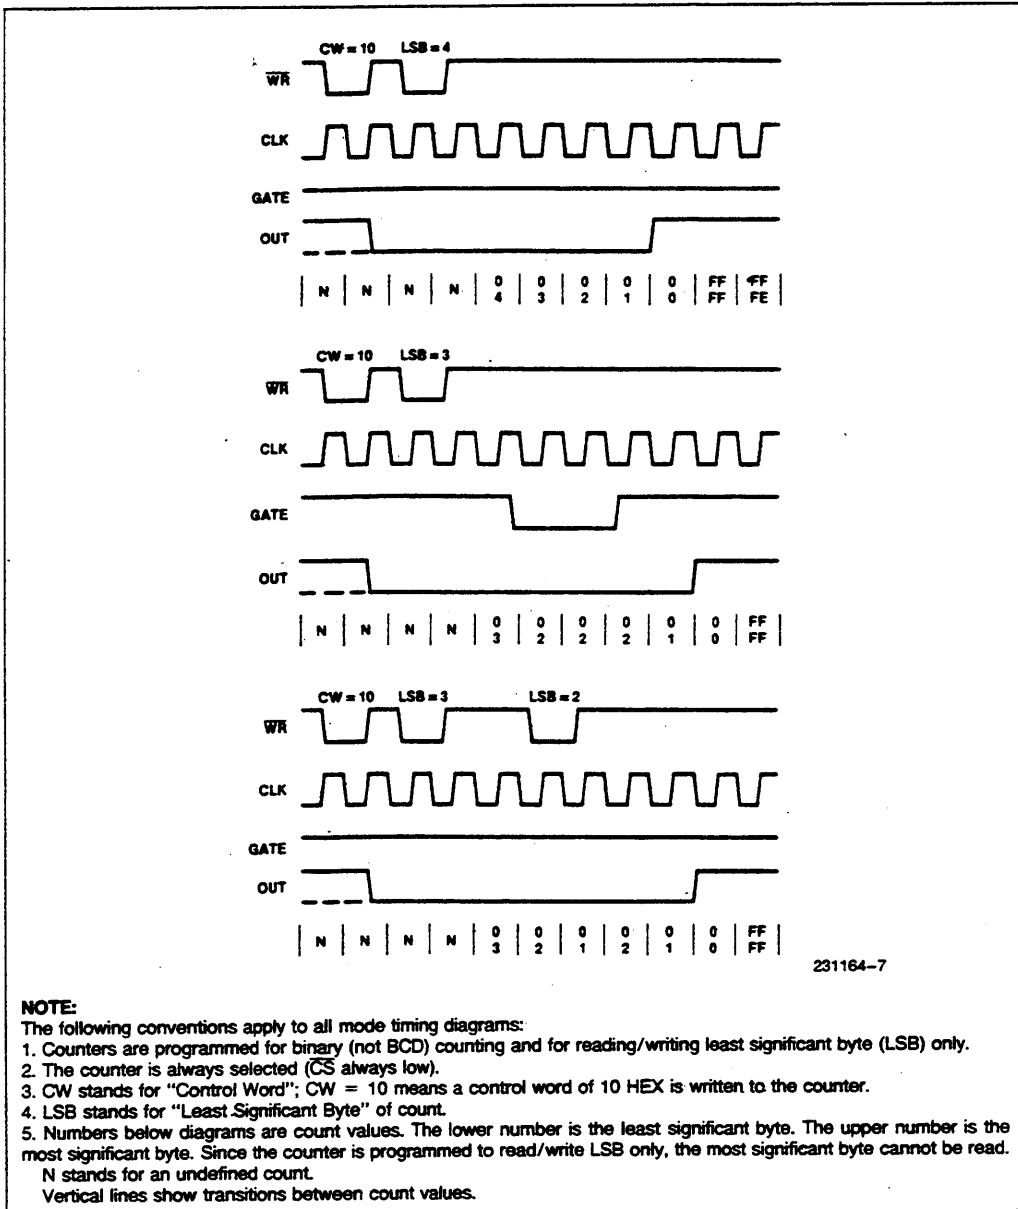 CW = 10 LSB = 4
WR
CLK
GATE
OUT
N N N N 0 0 0 0 0 FF FF
4 3 2 1 0 FF FE
CW = 10 LSB = 3
WR
CLK
GATE
OUT
N N N N 0 0 0 0 0 0 FF
3 2 2 2 1 0 FF
CW = 10 LSB = 3 LSB = 2
WR
CLK
GATE
OUT
N N N N 0 0 0 0 0 0 FF
3 2 1 2 1 0 FF
231164–7
NOTE:
The following conventions apply to all mode timing diagrams:
1. Counters are programmed for binary (not BCD) counting and for reading/writing least significant byte (LSB) only.
2. The counter is always selected (CS always low).
3. CW stands for "Control Word"; CW = 10 means a control word of 10 HEX is written to the counter.
4. LSB stands for "Least Significant Byte" of count.
5. Numbers below diagrams are count values. The lower number is the least significant byte. The upper number is the
most significant byte. Since the counter is programmed to read/write LSB only, the most significant byte cannot be read.
N stands for an undefined count.
Vertical lines show transitions between count values.